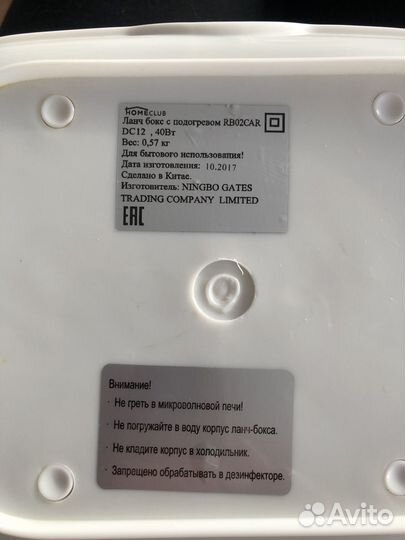 HOMECLUB
Ланч бокс с подогревом RB02CAR
DC12 , 40Вт
Вес: 0,57 кг
Для бытового использования!
Дата изготовления: 10.2017
Сделано в Китае.
Изготовитель: NINGBO GATES
TRADING COMPANY LIMITED
EAC
Внимание!
· Не греть в микроволновой печи!
· Не погружайте в воду корпус ланч-бокса.
· Не кладите корпус в холодильник.
· Запрещено обрабатывать в дезинфекторе.
Avito